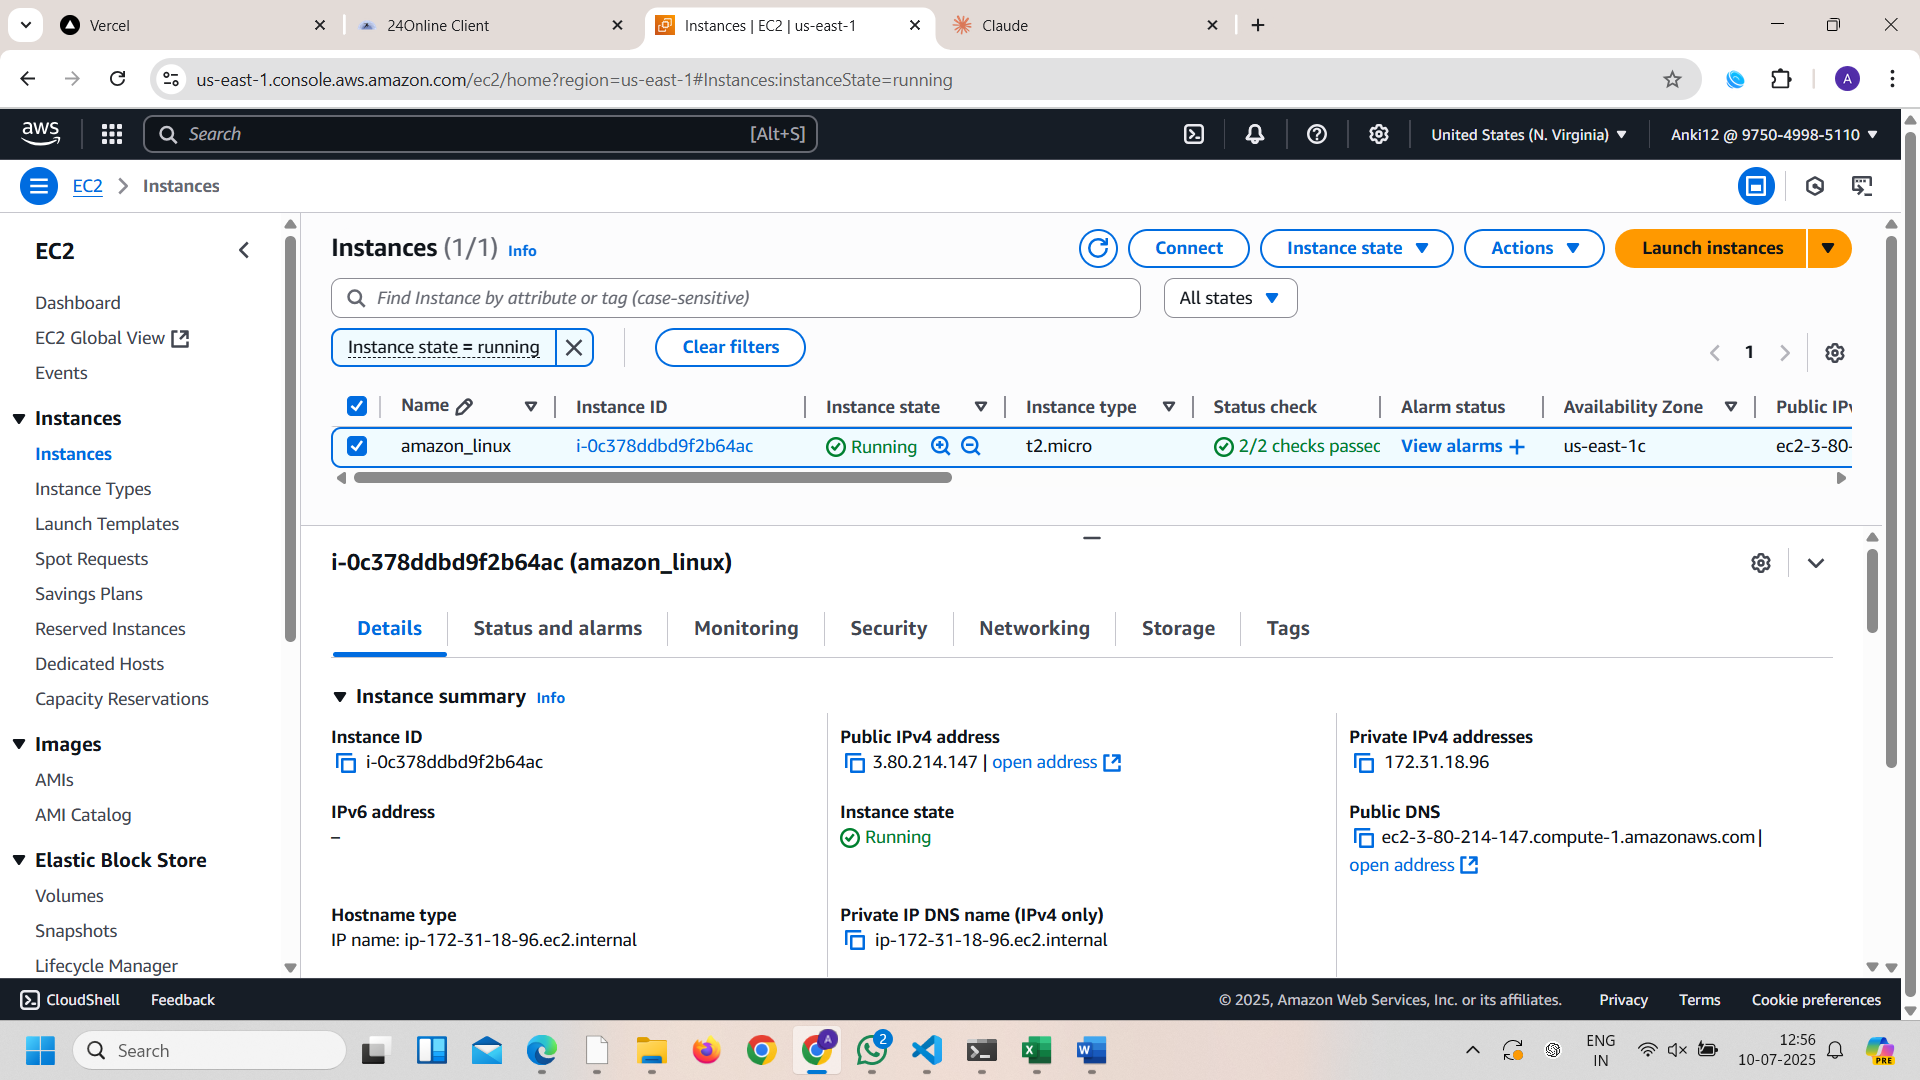 Vercel
24Online Client
Instances | EC2 | us-east-1
Claude
us-east-1.console.aws.amazon.com/ec2/home?region=us-east-1#Instances:instanceState=running
A
aws
Search
[Alt+S]
United States (N. Virginia)
Anki12 @ 9750-4998-5110
EC2
Instances
EC2
Dashboard
EC2 Global View
Events
Instances
Instances
Instance Types
Launch Templates
Spot Requests
Savings Plans
Reserved Instances
Dedicated Hosts
Capacity Reservations
Images
AMIs
AMI Catalog
Elastic Block Store
Volumes
Snapshots
Lifecycle Manager
Instances (1/1) Info
Connect
Instance state
Actions
Launch instances
Find Instance by attribute or tag (case-sensitive)
All states
Instance state = running
Clear filters
1
Name
Instance ID
Instance state
Instance type
Status check
Alarm status
Availability Zone
Public IPv
amazon_linux
i-0c378ddbd9f2b64ac
Running
t2.micro
2/2 checks passed
View alarms
us-east-1c
ec2-3-80-
i-0c378ddbd9f2b64ac (amazon_linux)
Details
Status and alarms
Monitoring
Security
Networking
Storage
Tags
Instance summary Info
Instance ID
i-0c378ddbd9f2b64ac
Public IPv4 address
3.80.214.147 | open address
Private IPv4 addresses
172.31.18.96
IPv6 address
–
Instance state
Running
Public DNS
ec2-3-80-214-147.compute-1.amazonaws.com |
open address
Hostname type
IP name: ip-172-31-18-96.ec2.internal
Private IP DNS name (IPv4 only)
ip-172-31-18-96.ec2.internal
CloudShell
Feedback
© 2025, Amazon Web Services, Inc. or its affiliates.
Privacy
Terms
Cookie preferences
Search
A
2
ENG
IN
12:56
10-07-2025
PRE